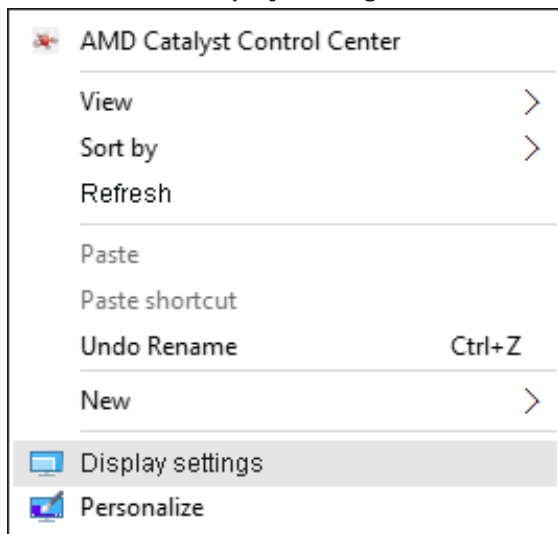 AMD Catalyst Control Center
View
Sort by
Refresh
Paste
Paste shortcut
Undo Rename Ctrl+Z
New
Display settings
Personalize